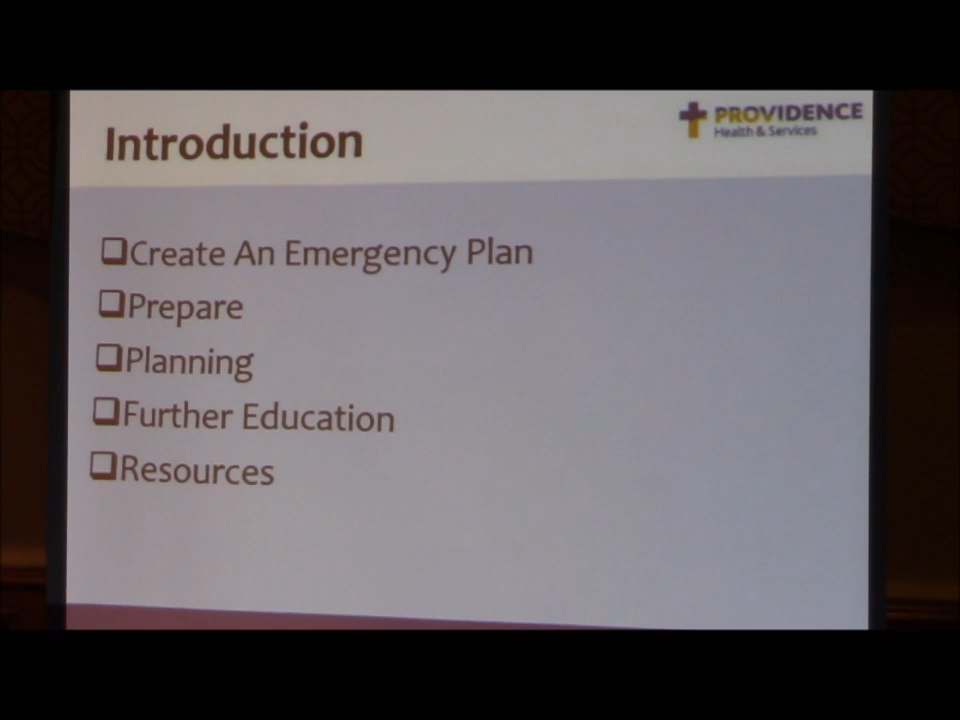 Introduction
PROVIDENCE
Health & Services
Create An Emergency Plan
Prepare
Planning
Further Education
Resources